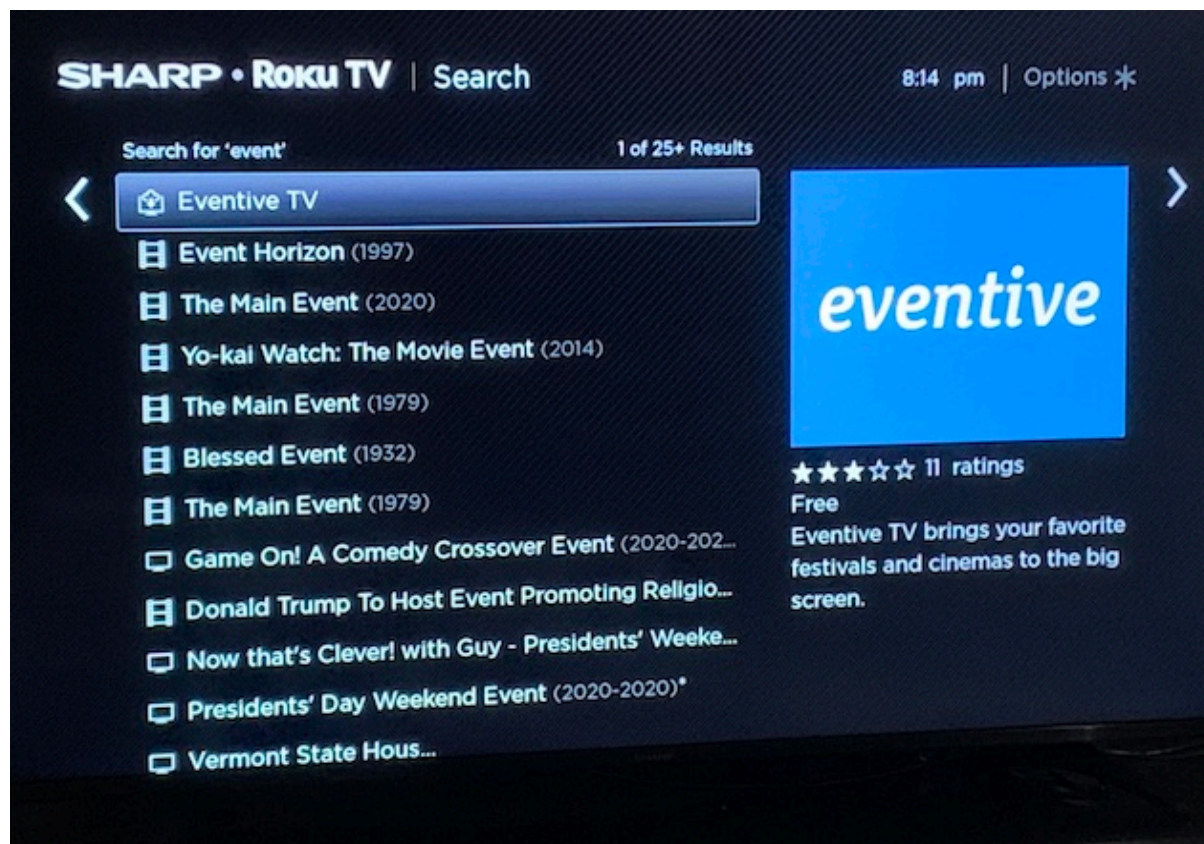 SHARP • ROKU TV | Search
8:14 pm | Options ✱
Search for 'event'
1 of 25+ Results
Eventive TV
Event Horizon (1997)
The Main Event (2020)
Yo-kai Watch: The Movie Event (2014)
The Main Event (1979)
Blessed Event (1932)
The Main Event (1979)
Game On! A Comedy Crossover Event (2020-202...
Donald Trump To Host Event Promoting Religio...
Now that's Clever! with Guy - Presidents' Weeke...
Presidents' Day Weekend Event (2020-2020)*
Vermont State Hous...
eventive
★★★☆☆ 11 ratings
Free
Eventive TV brings your favorite
festivals and cinemas to the big
screen.